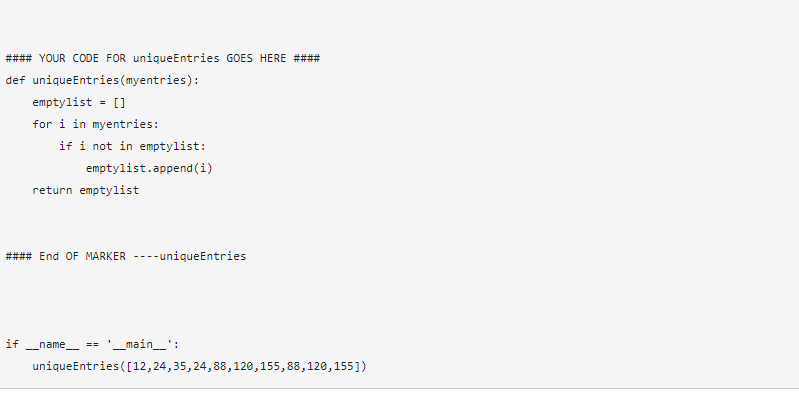 #### YOUR CODE FOR uniqueEntries GOES HERE ####
def uniqueEntries(myentries):
    emptylist = []
    for i in myentries:
        if i not in emptylist:
            emptylist.append(i)
    return emptylist
#### End OF MARKER ----uniqueEntries
if __name__ == '__main__':
    uniqueEntries([12,24,35,24,88,120,155,88,120,155])